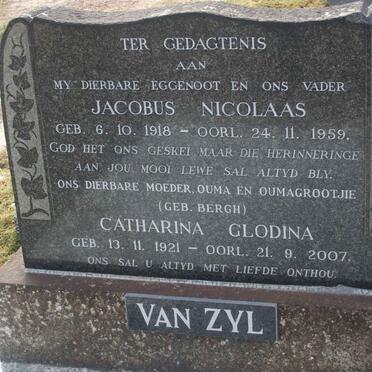 TER GEDAGTENIS
AAN
MY DIERBARE EGGENOOT EN ONS VADER
JACOBUS NICOLAAS
GEB. 6. 10. 1918 – OORL. 24. 11. 1959.
GOD HET ONS GESKEI MAAR DIE HERINNERINGE
AAN JOU MOOI LEWE SAL ALTYD BLY.
ONS DIERBARE MOEDER, OUMA EN OUMAGROOTJIE
(GEB. BERGH)
CATHARINA GLODINA
GEB. 13. 11. 1921 – OORL. 21. 9. 2007.
ONS SAL U ALTYD MET LIEFDE ONTHOU.
VAN ZYL